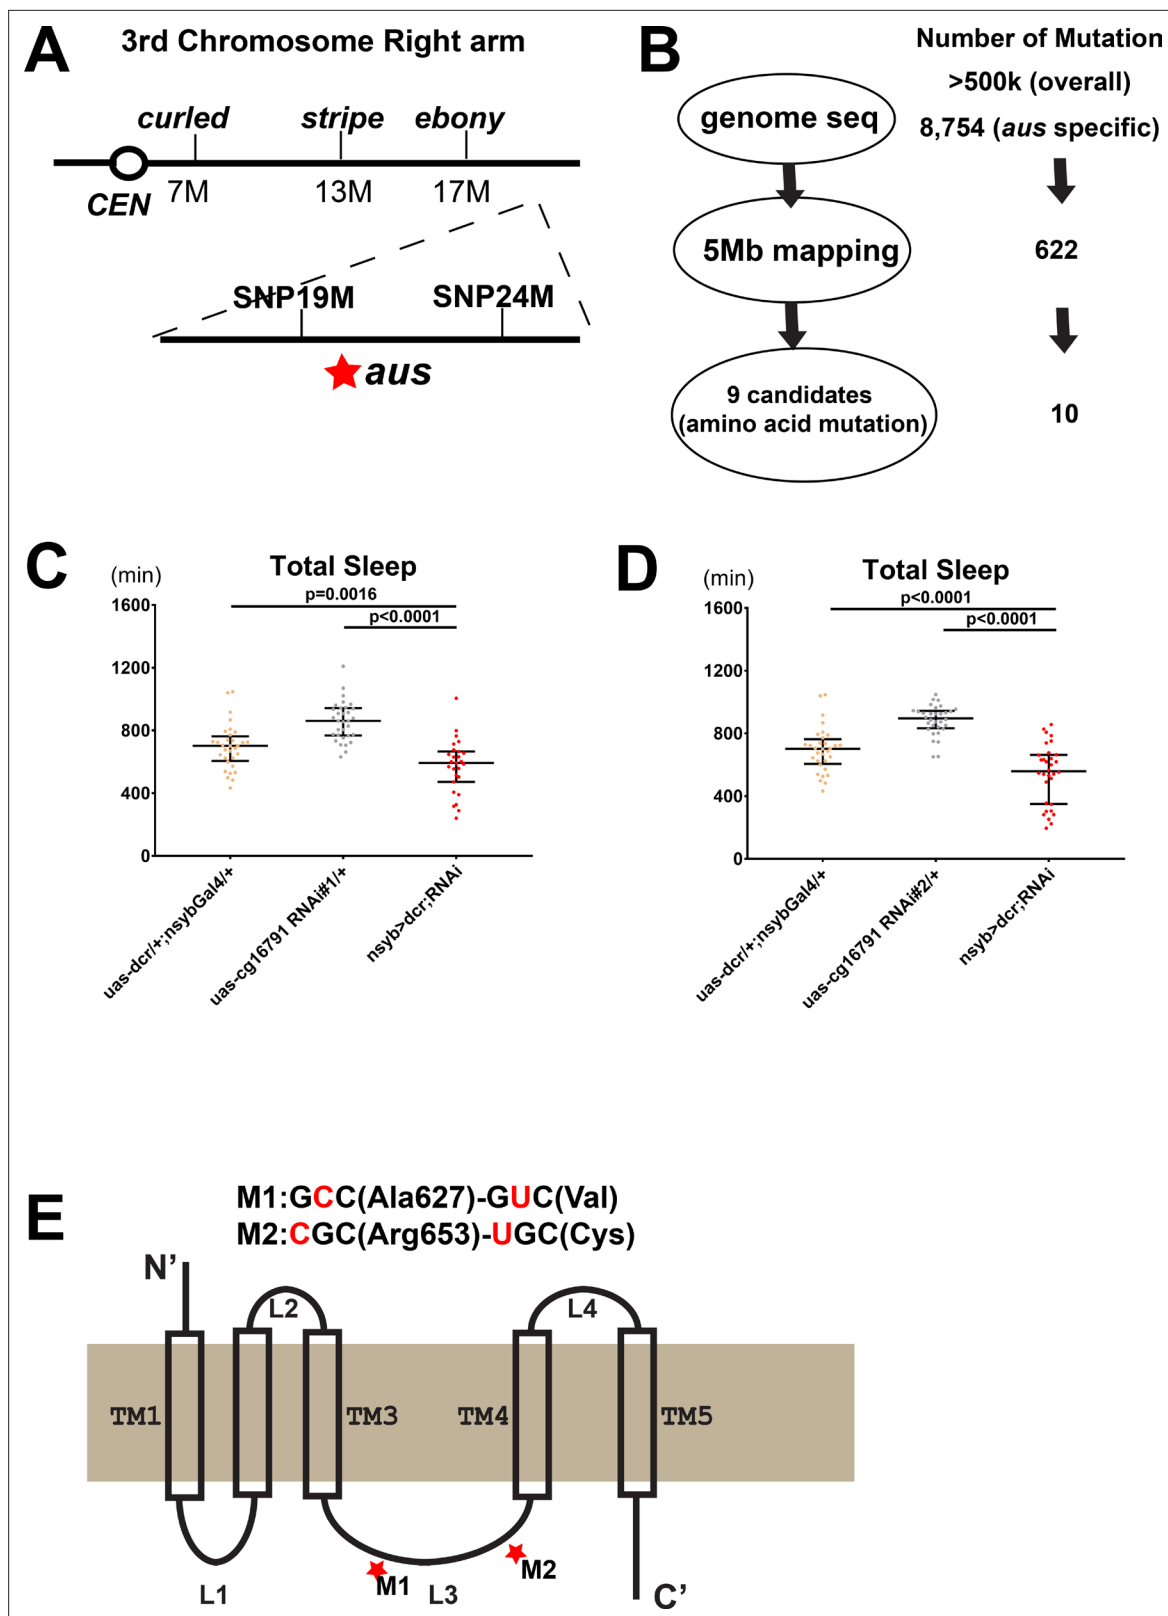 A
3rd Chromosome Right arm
curled
stripe
ebony
CEN
7M
13M
17M
SNP19M
SNP24M
aus
B
Number of Mutation
>500k (overall)
8,754 (aus specific)
genome seq
5Mb mapping
622
9 candidates
(amino acid mutation)
10
C
Total Sleep
(min)
p=0.0016
p<0.0001
1600
1200
800
400
0
uas-dcr/+;nsybGal4/+
uas-cg16791 RNAi#1/+
nsyb>dcr;RNAi
D
Total Sleep
(min)
p<0.0001
p<0.0001
1600
1200
800
400
0
uas-dcr/+;nsybGal4/+
uas-cg16791 RNAi#2/+
nsyb>dcr;RNAi
E
M1:GCC(Ala627)-GUC(Val)
M2:CGC(Arg653)-UGC(Cys)
N’
L2
L4
TM1
TM3
TM4
TM5
M1
M2
L1
L3
C’